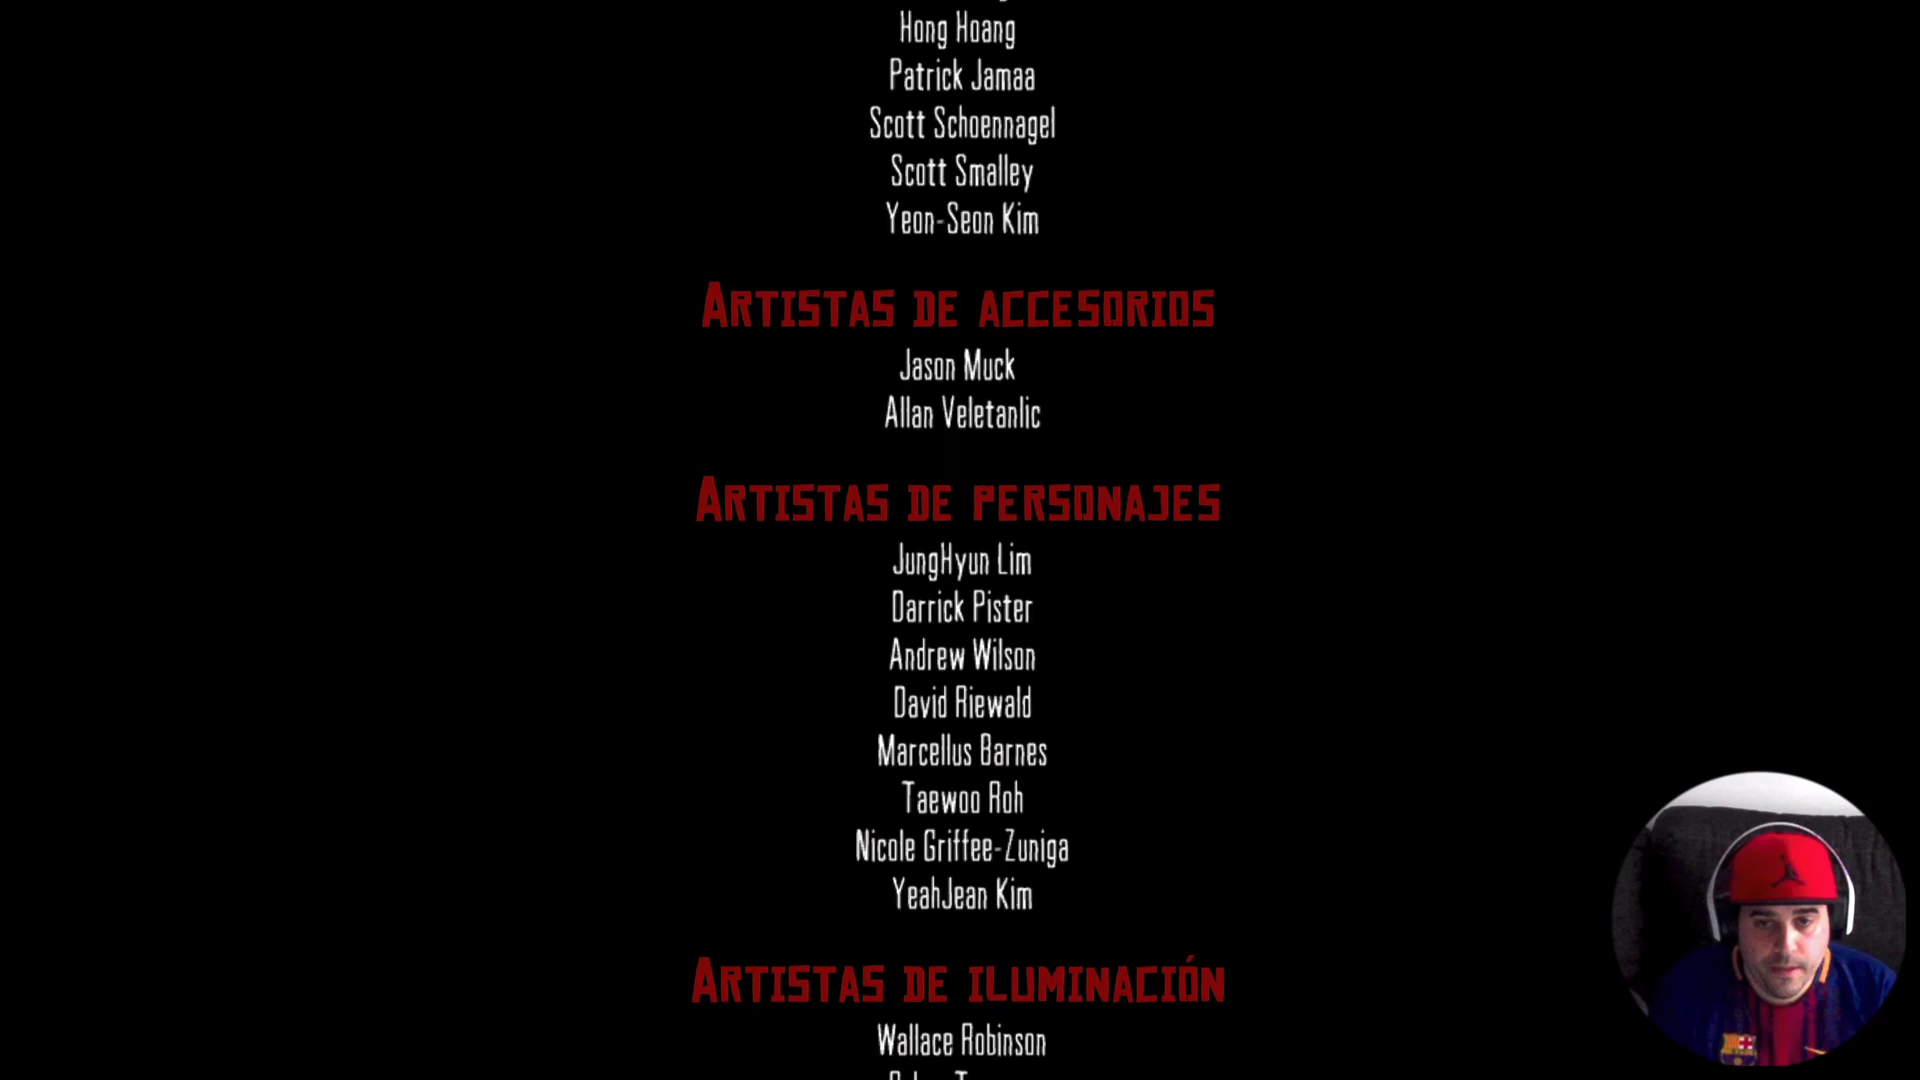 Hong Hoang
Patrick Jamaa
Scott Schoennagel
Scott Smalley
Yeon-Seon Kim
ARTISTAS DE ACCESORIOS
Jason Muck
Allan Veletanlic
ARTISTAS DE PERSONAJES
JungHyun Lim
Darrick Pister
Andrew Wilson
David Riewald
Marcellus Barnes
Taewoo Roh
Nicole Griffee-Zuniga
YeahJean Kim
ARTISTAS DE ILUMINACIÓN
Wallace Robinson